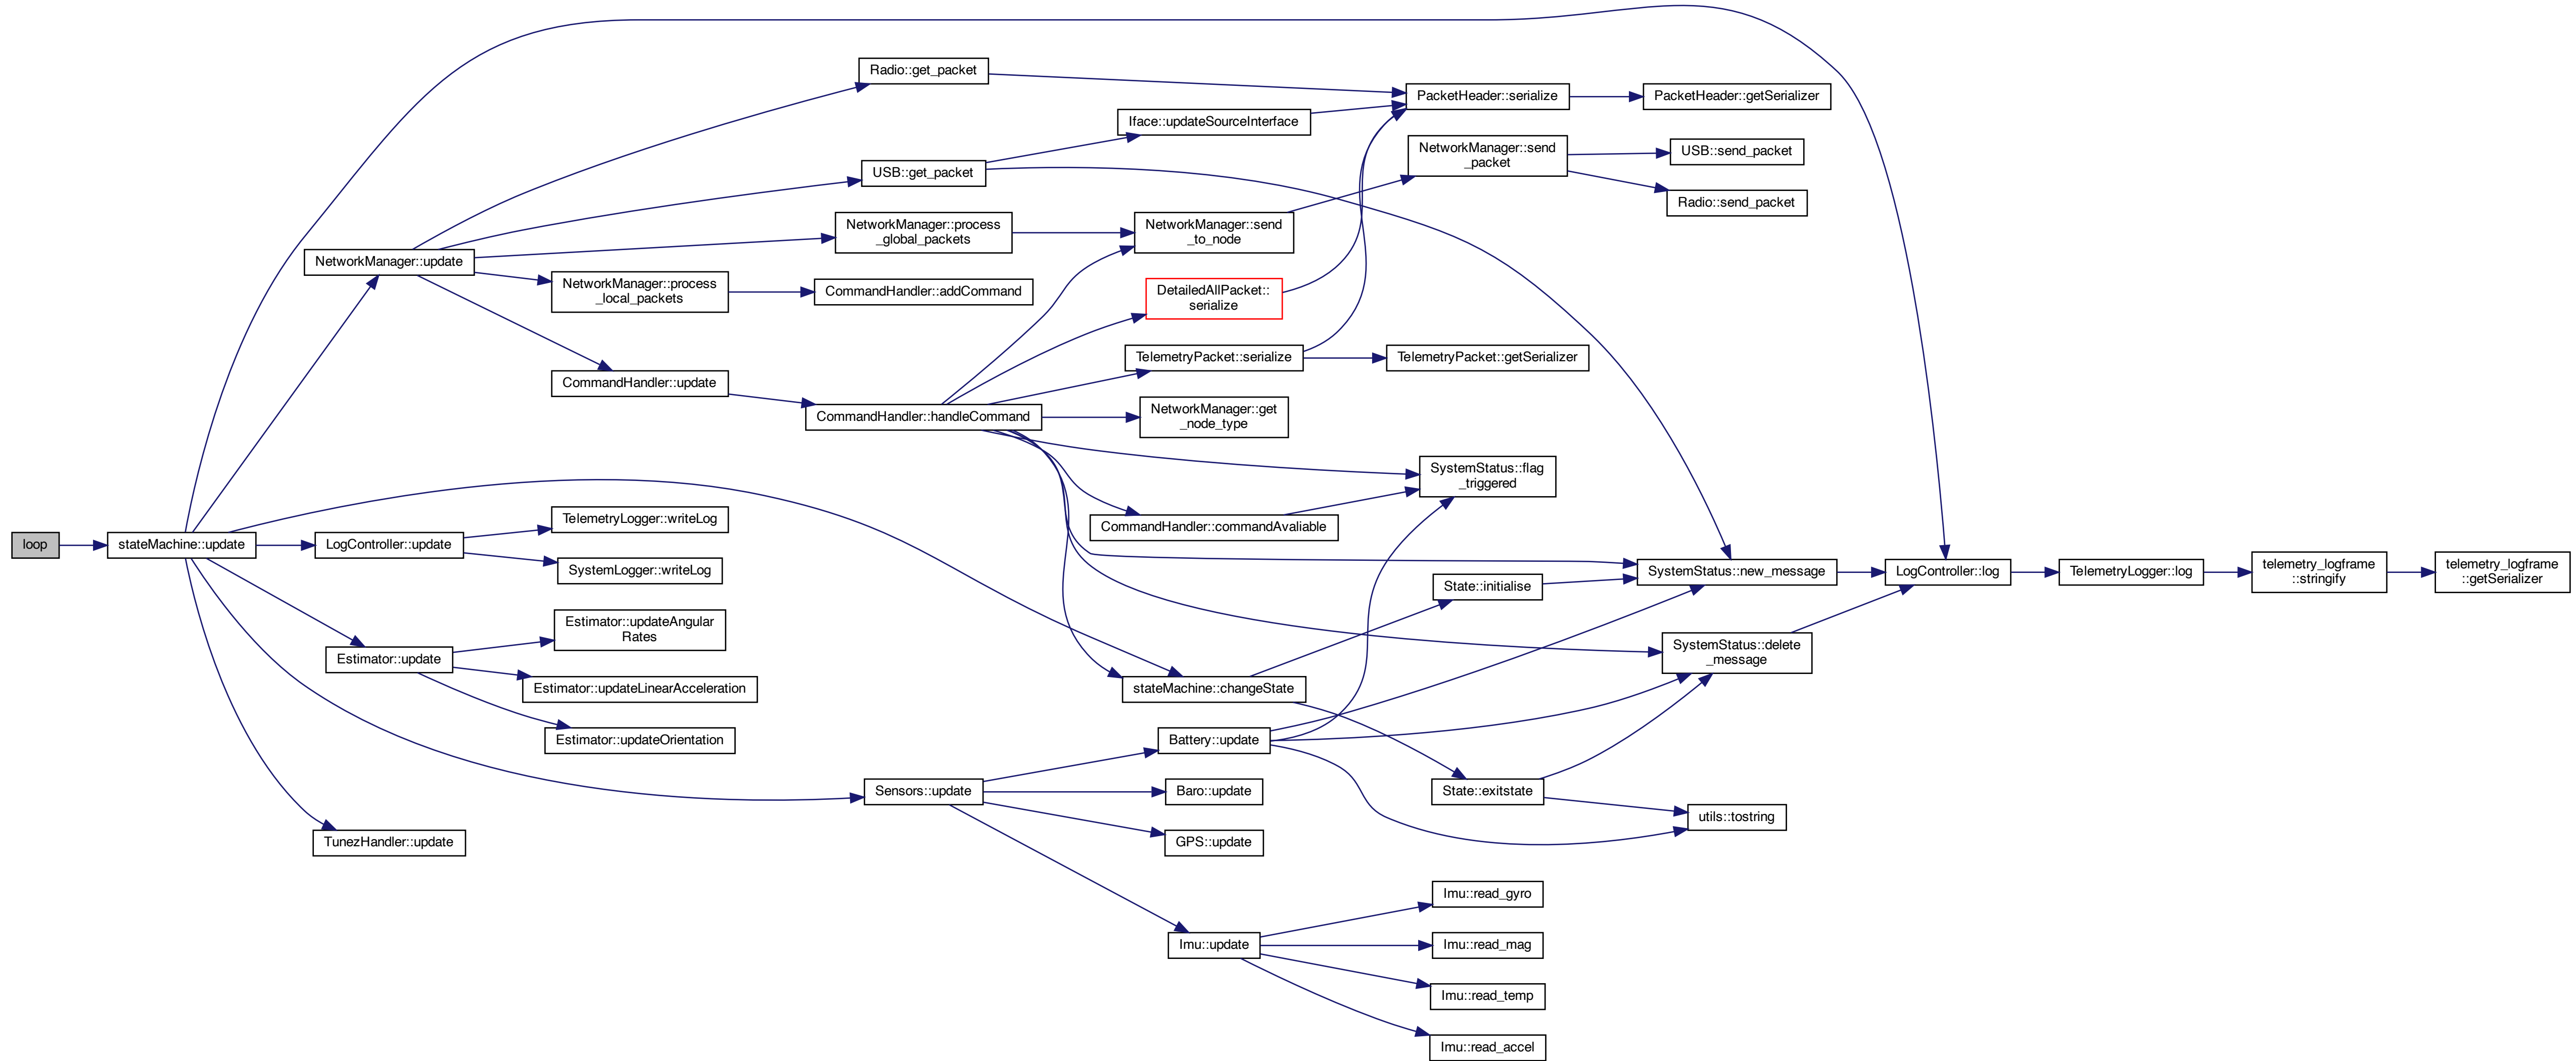 Radio::get_packet
PacketHeader::serialize
PacketHeader::getSerializer
Iface::updateSourceInterface
NetworkManager::send
_packet
USB::send_packet
USB::get_packet
Radio::send_packet
NetworkManager::process
_global_packets
NetworkManager::send
_to_node
NetworkManager::update
NetworkManager::process
_local_packets
CommandHandler::addCommand
DetailedAllPacket::
serialize
TelemetryPacket::serialize
TelemetryPacket::getSerializer
CommandHandler::update
CommandHandler::handleCommand
NetworkManager::get
_node_type
SystemStatus::flag
_triggered
CommandHandler::commandAvaliable
loop
stateMachine::update
LogController::update
TelemetryLogger::writeLog
SystemLogger::writeLog
State::initialise
SystemStatus::new_message
LogController::log
TelemetryLogger::log
telemetry_logframe
::stringify
telemetry_logframe
::getSerializer
Estimator::updateAngular
Rates
Estimator::update
SystemStatus::delete
_message
Estimator::updateLinearAcceleration
stateMachine::changeState
Estimator::updateOrientation
Battery::update
Sensors::update
Baro::update
State::exitstate
utils::tostring
TunezHandler::update
GPS::update
Imu::read_gyro
Imu::update
Imu::read_mag
Imu::read_temp
Imu::read_accel